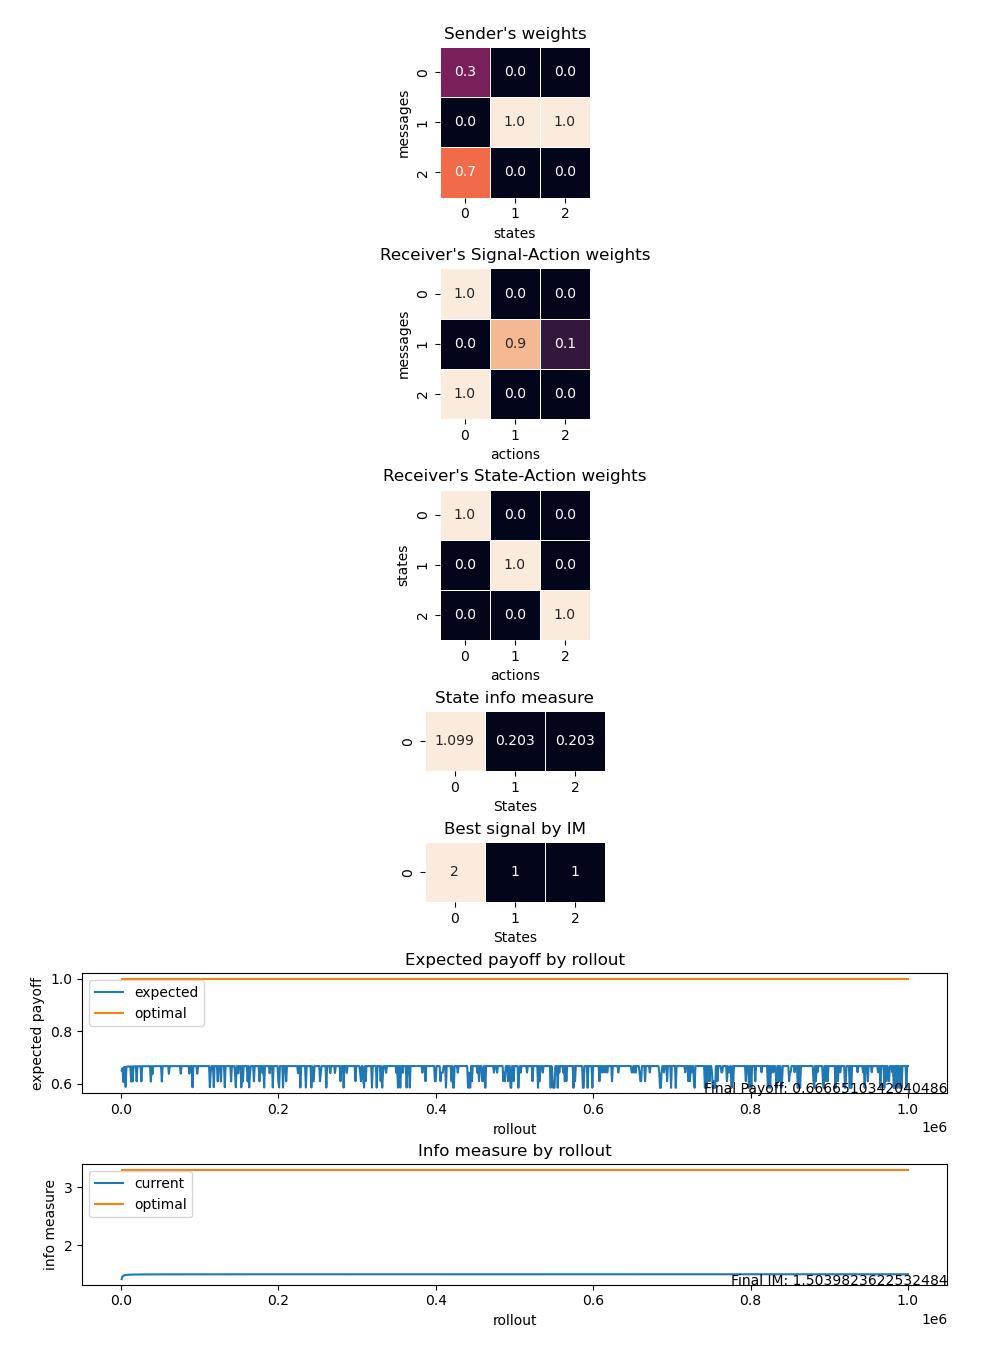 Sender's weights
messages
0 0.3 0.0 0.0
1 0.0 1.0 1.0
2 0.7 0.0 0.0
0 1 2
states
Receiver's Signal-Action weights
messages
0 1.0 0.0 0.0
1 0.0 0.9 0.1
2 1.0 0.0 0.0
0 1 2
actions
Receiver's State-Action weights
states
0 1.0 0.0 0.0
1 0.0 1.0 0.0
2 0.0 0.0 1.0
0 1 2
actions
State info measure
0 1.099 0.203 0.203
0 1 2
States
Best signal by IM
0 2 1 1
0 1 2
States
Expected payoff by rollout
expected payoff
1.0
0.8
0.6
expected
optimal
Final Payoff: 0.6666510342040486
0.0 0.2 0.4 0.6 0.8 1.0
1e6
rollout
Info measure by rollout
info measure
3
2
current
optimal
Final IM: 1.5039823622532484
0.0 0.2 0.4 0.6 0.8 1.0
1e6
rollout